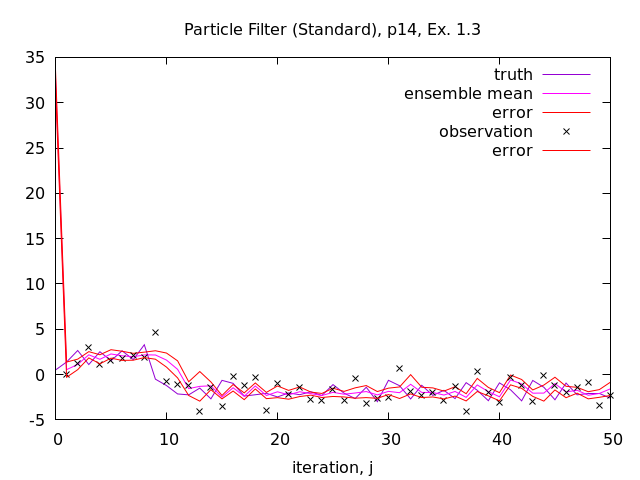 Particle Filter (Standard), p14, Ex. 1.3
35
30
25
20
15
10
5
0
-5
truth
ensemble mean
error
observation
error
0
10
20
30
40
50
iteration, j